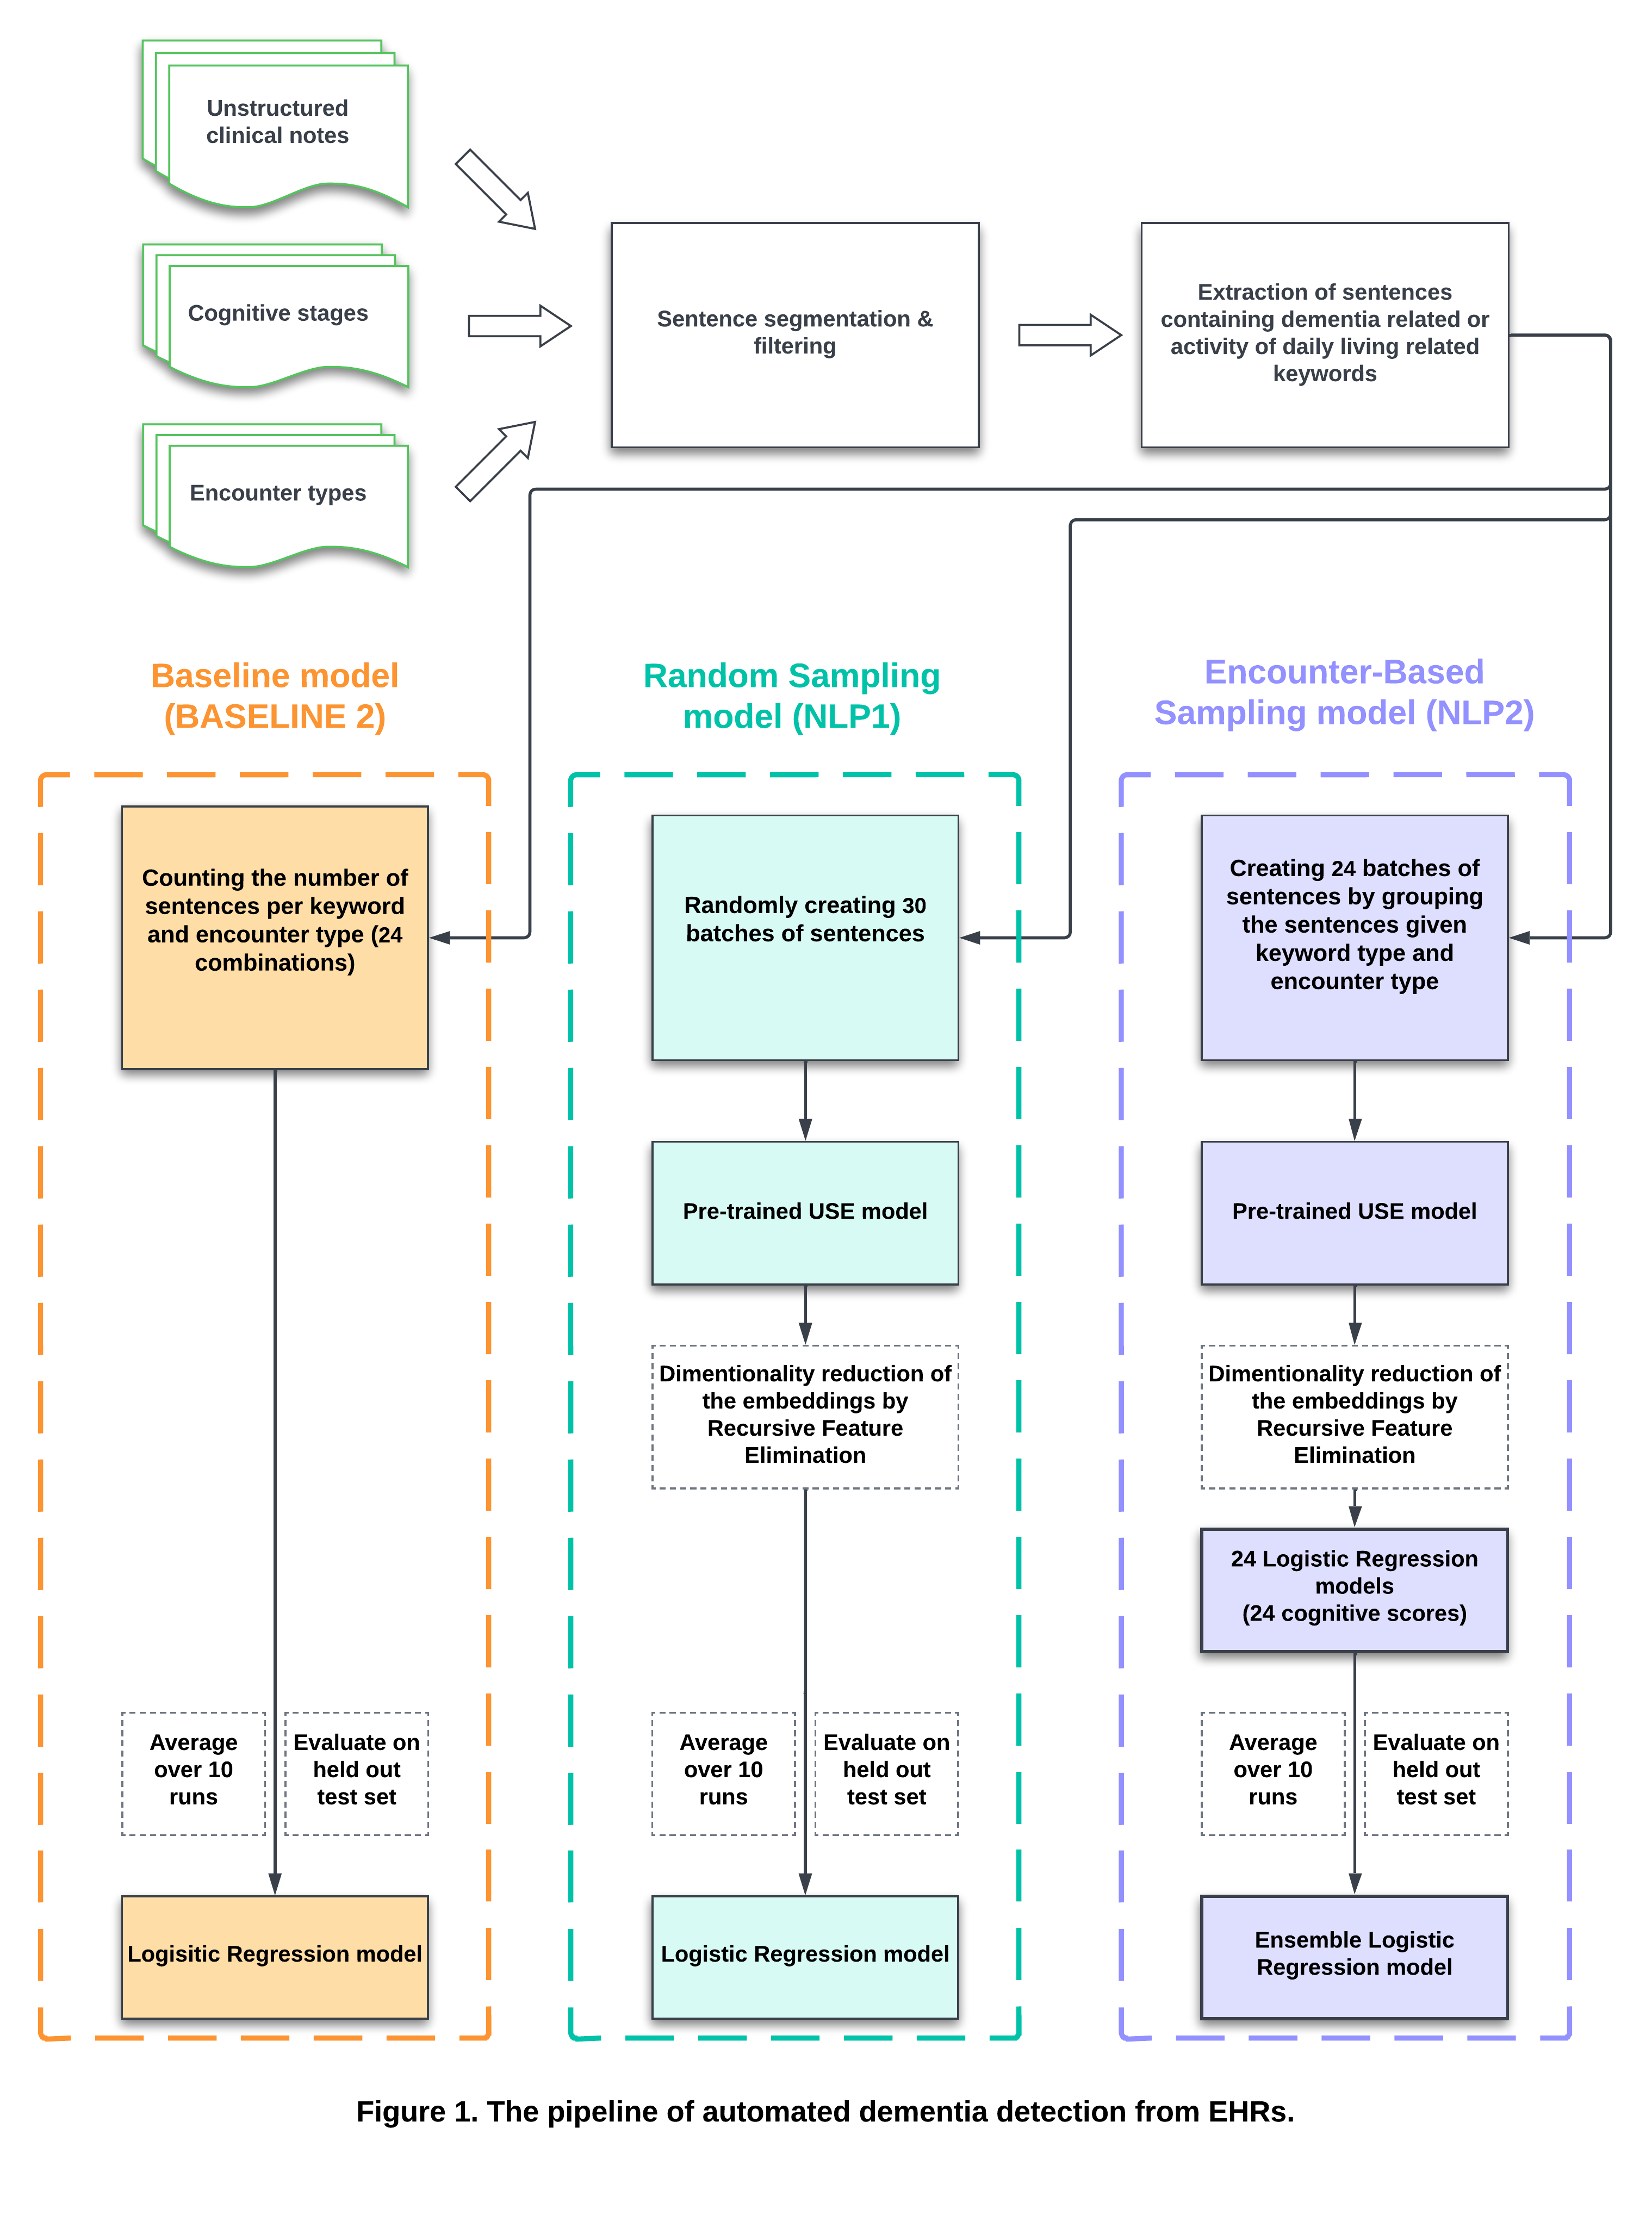 Unstructured
clinical notes
Cognitive stages
Encounter types
Sentence segmentation &
filtering
Extraction of sentences
containing dementia related or
activity of daily living related
keywords
Baseline model
(BASELINE 2)
Counting the number of
sentences per keyword
and encounter type (24
combinations)
Average
over 10
runs
Evaluate on
held out
test set
Logisitic Regression model
Random Sampling
model (NLP1)
Randomly creating 30
batches of sentences
Pre-trained USE model
Dimentionality reduction of
the embeddings by
Recursive Feature
Elimination
Average
over 10
runs
Evaluate on
held out
test set
Logistic Regression model
Encounter-Based
Sampling model (NLP2)
Creating 24 batches of
sentences by grouping
the sentences given
keyword type and
encounter type
Pre-trained USE model
Dimentionality reduction of
the embeddings by
Recursive Feature
Elimination
24 Logistic Regression
models
(24 cognitive scores)
Average
over 10
runs
Evaluate on
held out
test set
Ensemble Logistic
Regression model
Figure 1. The pipeline of automated dementia detection from EHRs.